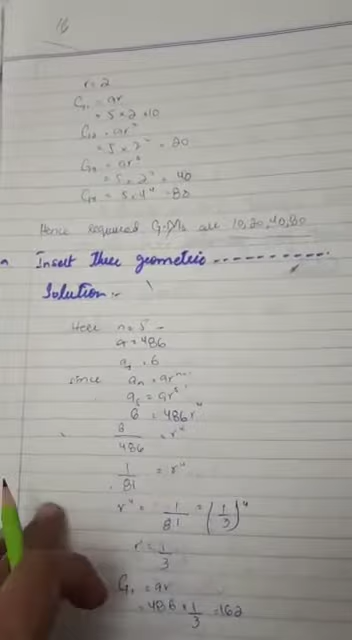 16
r = 2
G₁ = ar
= 5 × 2 = 10
G₂ = ar²
= 5 × 2² = 20
G₃ = ar³
= 5 × 2³ = 40
G₄ = 5 × 4⁴ = 80
Hence required G.Ms are 10, 20, 40, 80
Insert three geometric ----------
Solution:-
Here n = 5
a = 486
a₅ = 6
since aₙ = arⁿ⁻¹
a₅ = ar⁵⁻¹
6 = 486r⁴
6/486 = r⁴
1/81 = r⁴
r⁴ = 1/81 = (1/3)⁴
r = 1/3
G₁ = ar
= 486 × 1/3 = 162